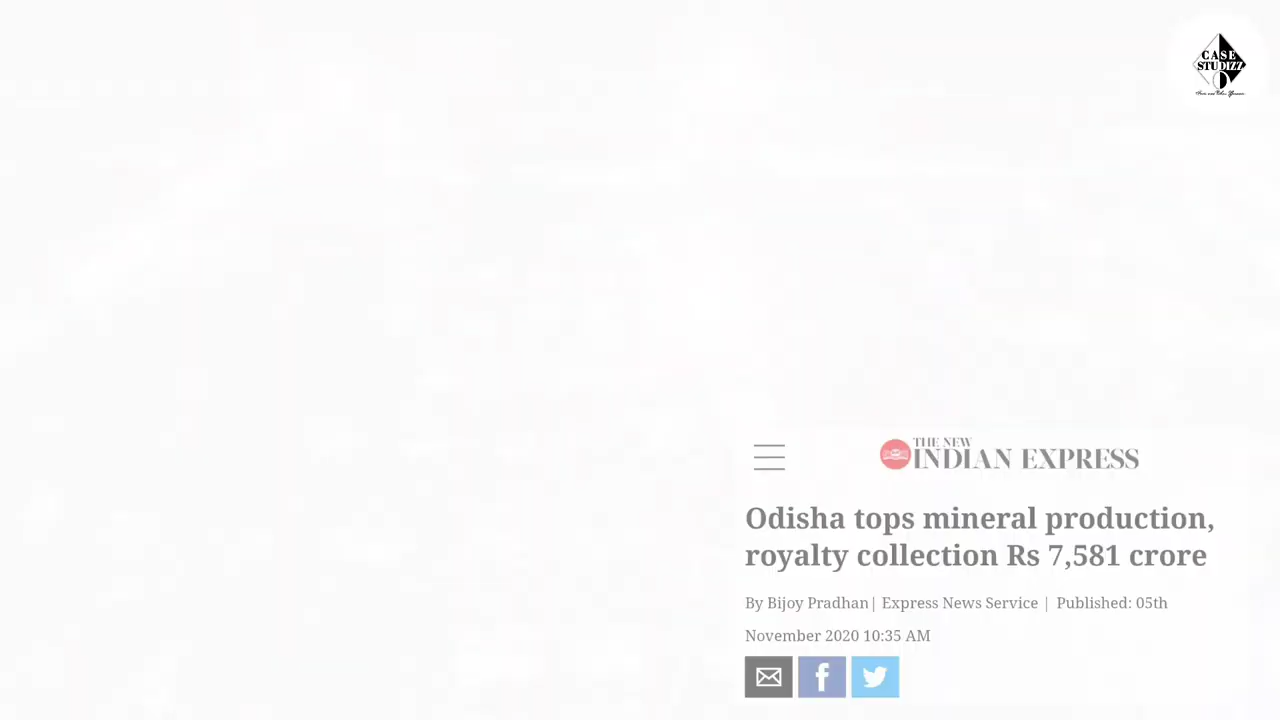 CASE
STUDIZZ
THE NEW
INDIAN EXPRESS
Odisha tops mineral production,
royalty collection Rs 7,581 crore
By Bijoy Pradhan| Express News Service | Published: 05th
November 2020 10:35 AM